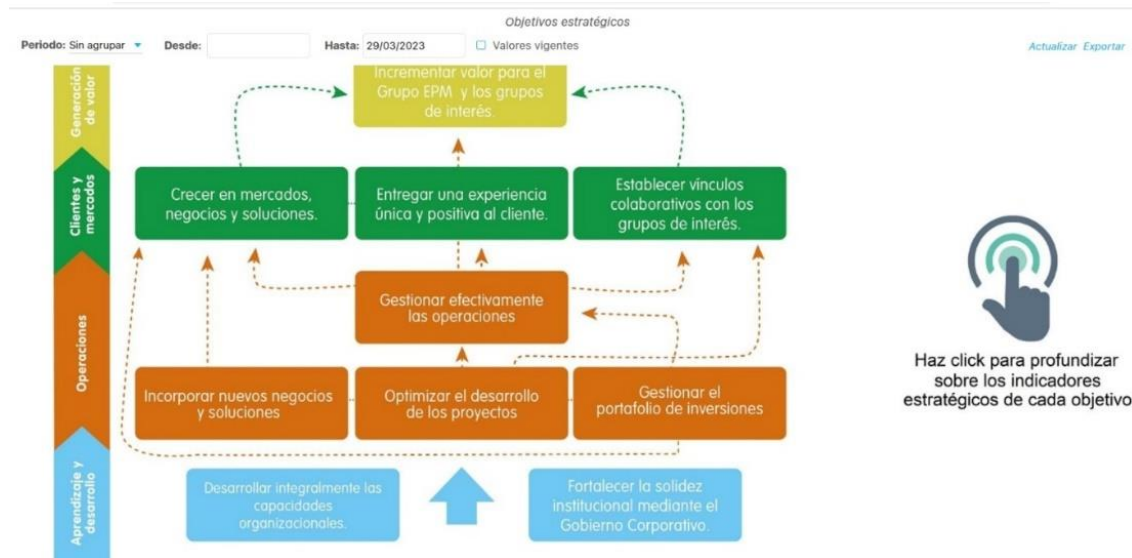 Objetivos estratégicos
Periodo: Sin agrupar Desde: Hasta: 29/03/2023 Valores vigentes Actualizar Exportar
Generación
de valor
Incrementar valor para el
Grupo EPM y los grupos
de interés.
Clientes y
mercados
Crecer en mercados,
negocios y soluciones.
Entregar una experiencia
única y positiva al cliente.
Establecer vínculos
colaborativos con los
grupos de interés.
Operaciones
Gestionar efectivamente
las operaciones
Incorporar nuevos negocios
y soluciones
Optimizar el desarrollo
de los proyectos
Gestionar el
portafolio de inversiones
Haz click para profundizar
sobre los indicadores
estratégicos de cada objetivo
Aprendizaje y
desarrollo
Desarrollar integralmente las
capacidades
organizacionales.
Fortalecer la solidez
institucional mediante el
Gobierno Corporativo.